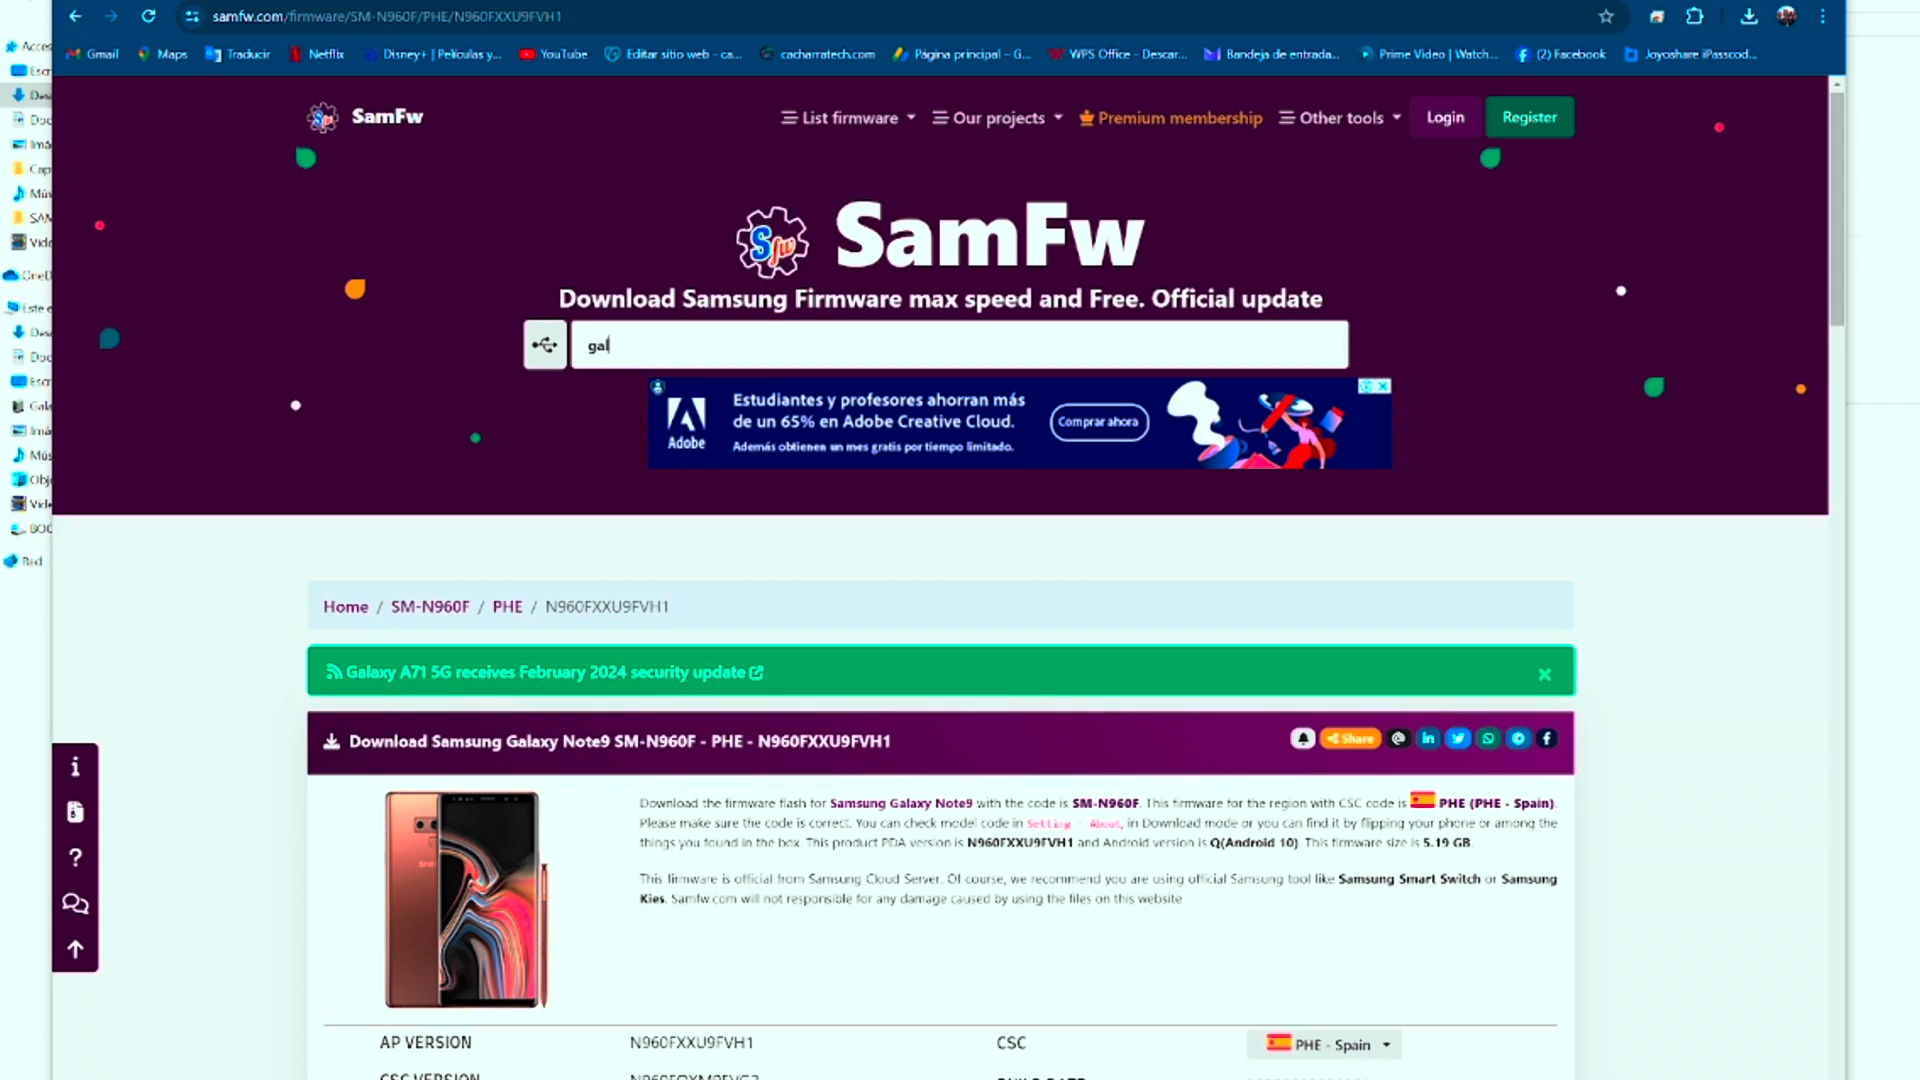 samfw.com/firmware/SM-N960F/PHE/N960FXXU9FVH1
Gmail Maps Traducir Netflix Disney+ | Películas y... YouTube Editar sitio web - ca... cacharratech.com Página principal – G... WPS Office - Descar... Bandeja de entrada... Prime Video | Watch... (2) Facebook Joyoshare iPasscod...
SamFw
List firmware Our projects Premium membership Other tools Login Register
SamFw
Download Samsung Firmware max speed and Free. Official update
gal
Adobe
Estudiantes y profesores ahorran más
de un 65% en Adobe Creative Cloud.
Además obtienen un mes gratis por tiempo limitado.
Comprar ahora
Home / SM-N960F / PHE / N960FXXU9FVH1
Galaxy A71 5G receives February 2024 security update
Download Samsung Galaxy Note9 SM-N960F - PHE - N960FXXU9FVH1
Share
Download the firmware flash for Samsung Galaxy Note9 with the code is SM-N960F. This firmware for the region with CSC code is PHE (PHE - Spain).
Please make sure the code is correct. You can check model code in Setting - About, in Download mode or you can find it by flipping your phone or among the
things you found in the box. This product PDA version is N960FXXU9FVH1 and Android version is Q(Android 10). This firmware size is 5.19 GB.
This firmware is official from Samsung Cloud Server. Of course, we recommend you are using official Samsung tool like Samsung Smart Switch or Samsung
Kies. Samfw.com will not responsible for any damage caused by using the files on this website
AP VERSION N960FXXU9FVH1 CSC PHE - Spain
Red